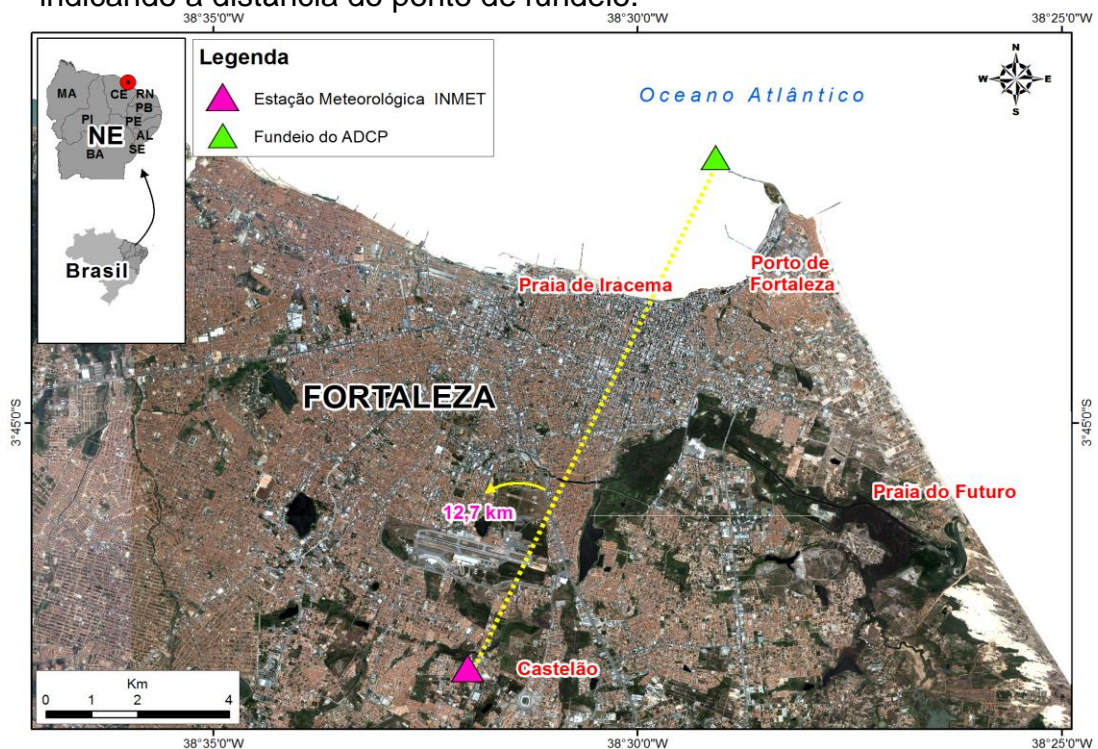 indicando a distância do ponto de fundeio.
38°35'0"W
38°30'0"W
38°25'0"W
MA
CE
RN
PB
PI
PE
NE
AL
SE
BA
Brasil
Legenda
Estação Meteorológica INMET
Fundeio do ADCP
Oceano Atlântico
N
W
E
S
Praia de Iracema
Porto de
Fortaleza
FORTALEZA
3°45'0"S
3°45'0"S
Praia do Futuro
12,7 km
Castelão
Km
0 1 2 4
38°35'0"W
38°30'0"W
38°25'0"W